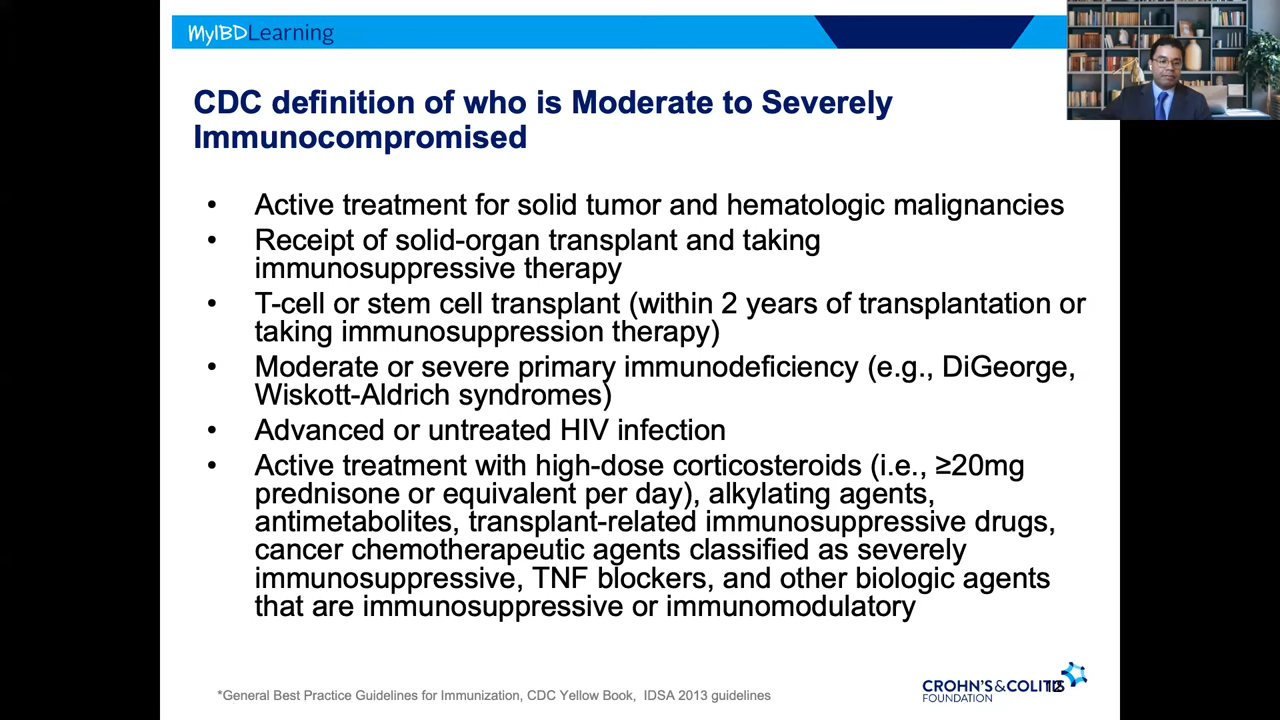 MyIBDLearning
CDC definition of who is Moderate to Severely
Immunocompromised
• Active treatment for solid tumor and hematologic malignancies
• Receipt of solid-organ transplant and taking
immunosuppressive therapy
• T-cell or stem cell transplant (within 2 years of transplantation or
taking immunosuppression therapy)
• Moderate or severe primary immunodeficiency (e.g., DiGeorge,
Wiskott-Aldrich syndromes)
• Advanced or untreated HIV infection
• Active treatment with high-dose corticosteroids (i.e., ≥20mg
prednisone or equivalent per day), alkylating agents,
antimetabolites, transplant-related immunosuppressive drugs,
cancer chemotherapeutic agents classified as severely
immunosuppressive, TNF blockers, and other biologic agents
that are immunosuppressive or immunomodulatory
*General Best Practice Guidelines for Immunization, CDC Yellow Book, IDSA 2013 guidelines
CROHN'S & COLITIS
FOUNDATION
12